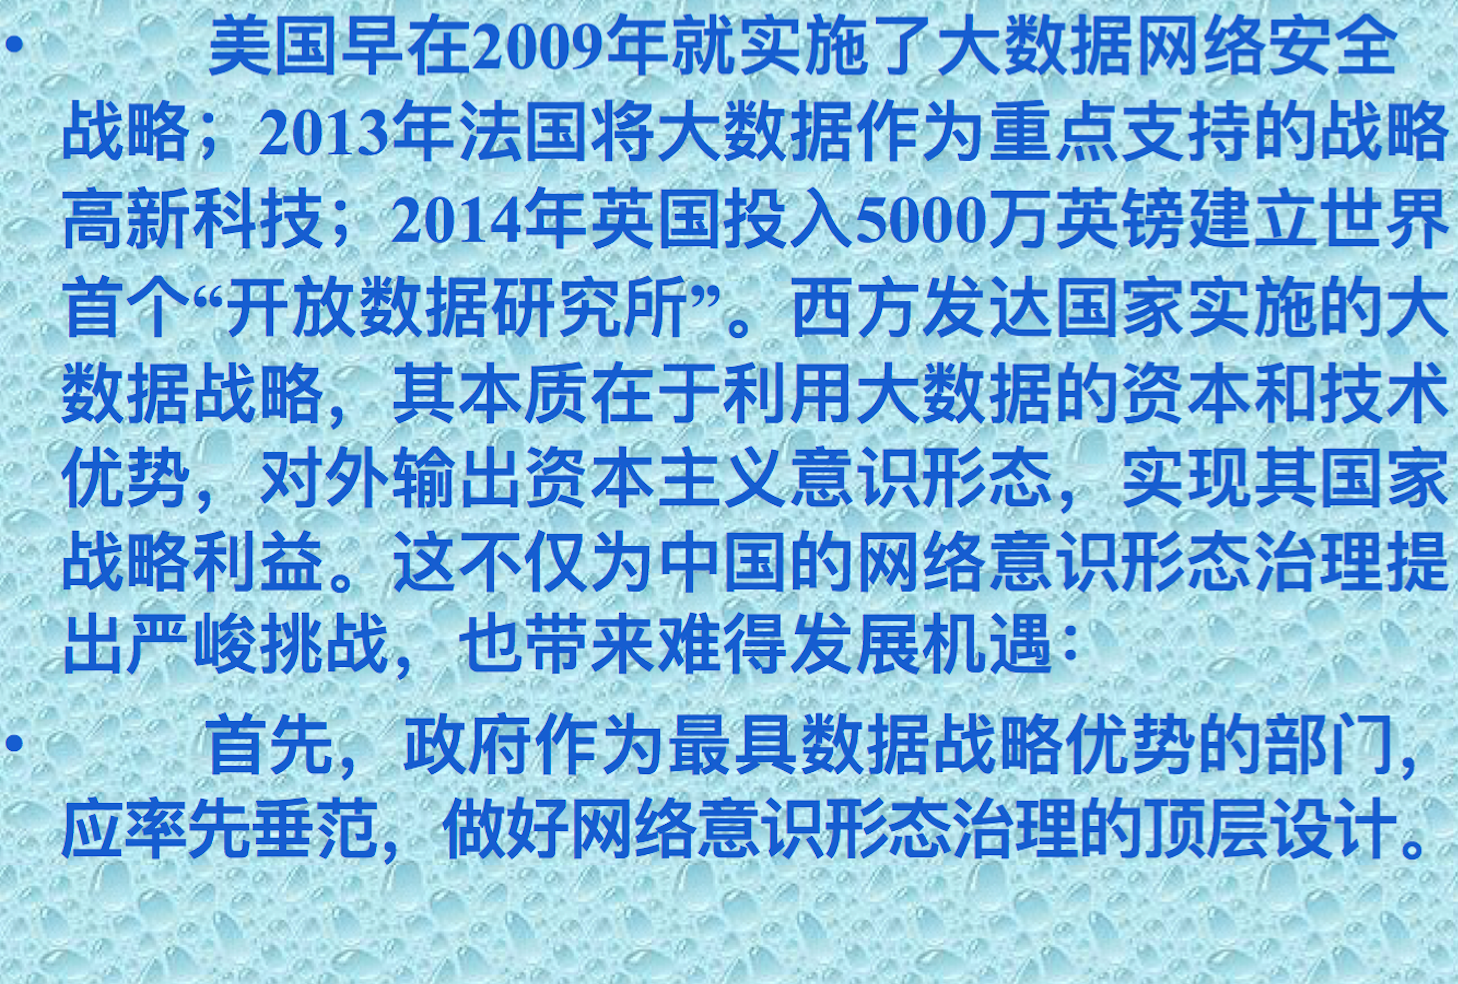 • 美国早在2009年就实施了大数据网络安全
战略；2013年法国将大数据作为重点支持的战略
高新科技；2014年英国投入5000万英镑建立世界
首个“开放数据研究所”。西方发达国家实施的大
数据战略，其本质在于利用大数据的资本和技术
优势，对外输出资本主义意识形态，实现其国家
战略利益。这不仅为中国的网络意识形态治理提
出严峻挑战，也带来难得发展机遇：
• 首先，政府作为最具数据战略优势的部门，
应率先垂范，做好网络意识形态治理的顶层设计。